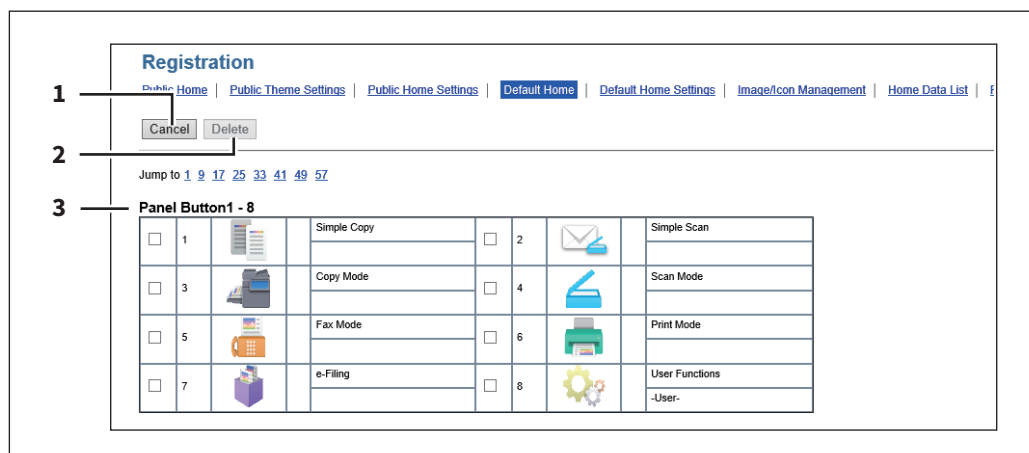 Registration
Public Home | Public Theme Settings | Public Home Settings | Default Home | Default Home Settings | Image/Icon Management | Home Data List |
1
Cancel Delete
2
Jump to 1 9 17 25 33 41 49 57
3
Panel Button1 - 8
1 Simple Copy 2 Simple Scan
3 Copy Mode 4 Scan Mode
5 Fax Mode 6 Print Mode
7 e-Filing 8 User Functions
-User-